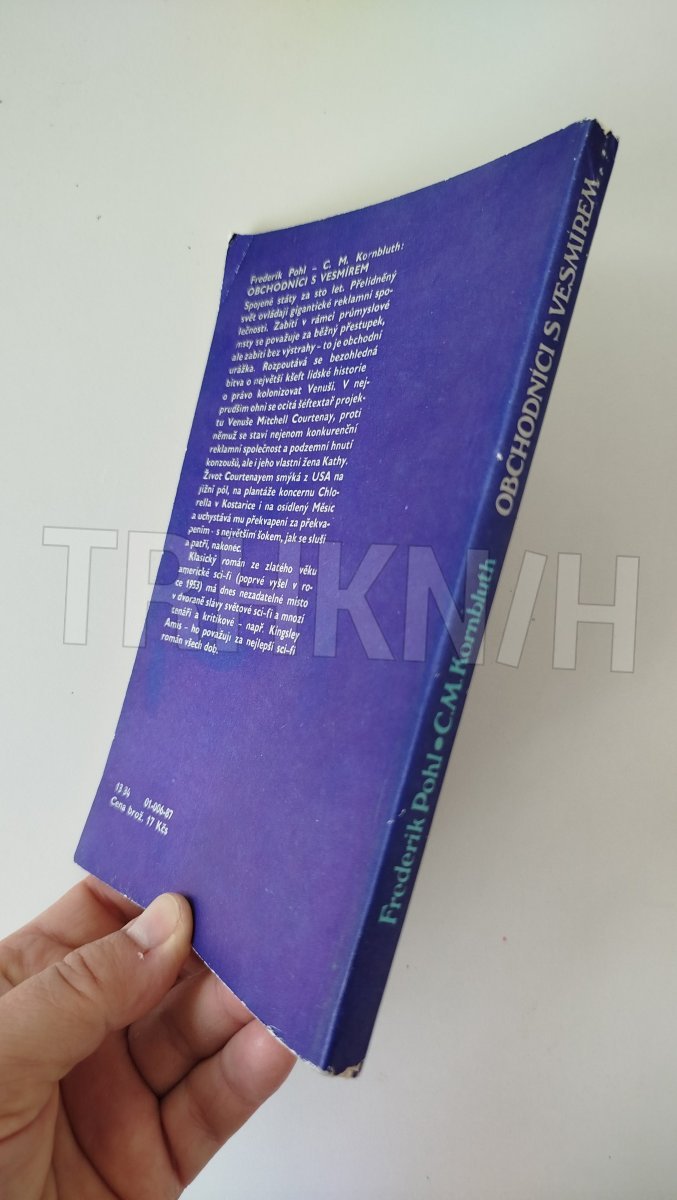 Frederik Pohl – C. M. Kornbluth:
OBCHODNÍCI S VESMÍREM
Spojené státy za sto let. Přelidněný
svět ovládají gigantické reklamní spo-
lečnosti. Zabití v rámci průmyslové
msty se považuje za běžný přestupek,
ale zabití bez výstrahy – to je obchodní
urážka. Rozpoutává se bezohledná
bitva o největší kšeft lidské historie
o právo kolonizovat Venuši. V nej-
prudším ohni se ocitá šéftextař projek-
tu Venuše Mitchell Courtenay, proti
němuž se staví nejenom konkurenční
reklamní společnost a podzemní hnutí
konzoušů, ale i jeho vlastní žena Kathy.
Život Courtenayem smýká z USA na
jižní pól, na plantáže koncernu Chlo-
rella v Kostarice i na osídlený Měsíc
a uchystává mu překvapení za překva-
pením - s největším šokem, jak se sluší
a patří, nakonec.
Klasický román ze zlatého věku
americké sci-fi (poprvé vyšel v ro-
ce 1953) má dnes nezadatelné místo
v dvoraně slávy světové sci-fi a mnozí
čtenáři a kritikové – např. Kingsley
Amis – ho považují za nejlepší sci-fi
román všech dob.
13 34 01-006-87
Cena brož. 17 Kčs
Frederik Pohl • C.M. Kornbluth OBCHODNÍCI S VESMÍREM